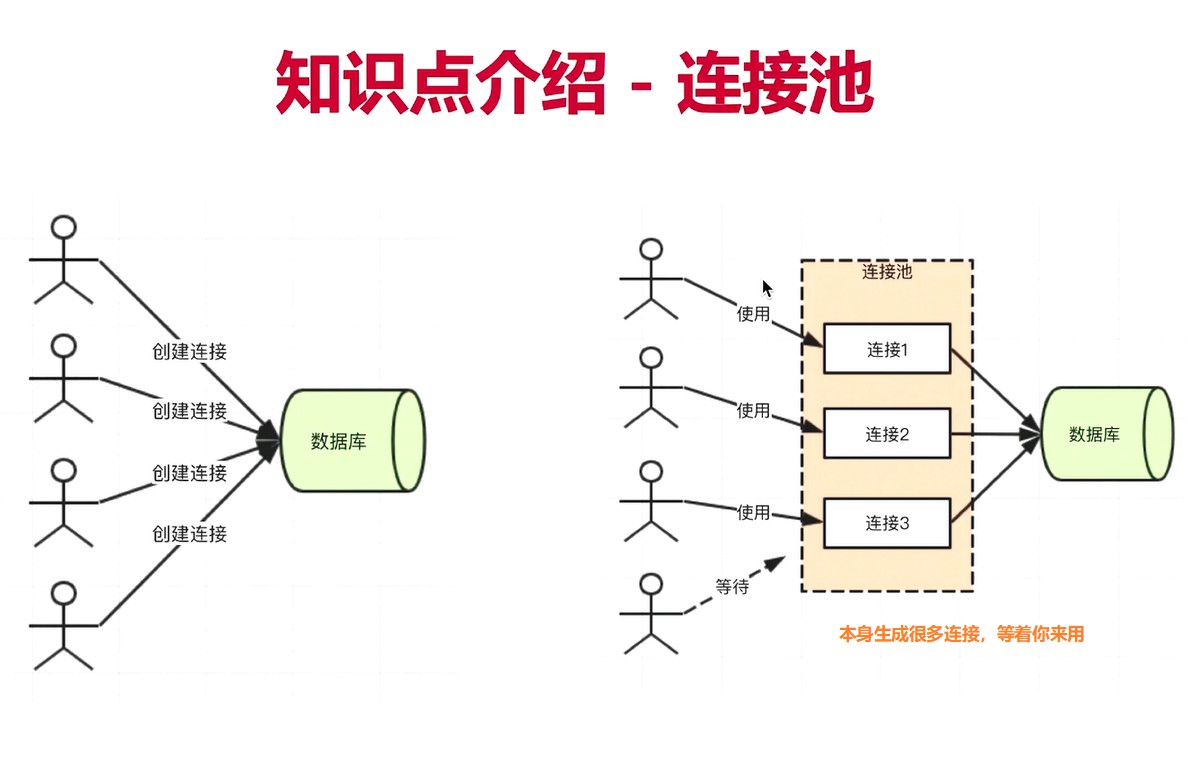 知识点介绍 - 连接池
创建连接
创建连接
创建连接
创建连接
数据库
连接池
使用
连接1
使用
连接2
数据库
使用
连接3
等待
本身生成很多连接，等着你来用